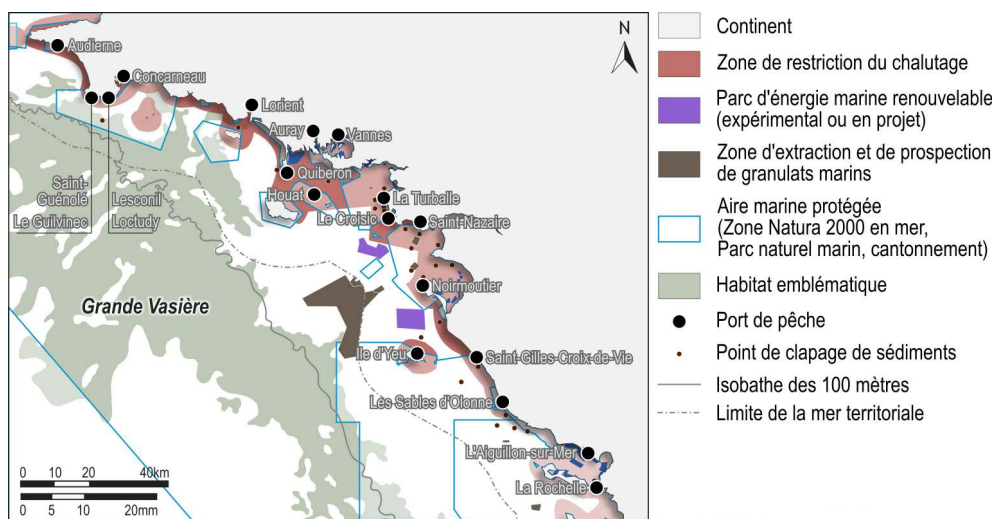 N
Audierne
Concarneau
Lorient
Auray
Vannes
Quiberon
Houat
La Turballe
Le Croisic
Saint-Nazaire
Saint-
Guénolé
Le Guilvinec
Lesconil
Loctudy
Noirmoutier
Grande Vasière
Ile d'Yeu
Saint-Gilles-Croix-de-Vie
Les Sables d'Olonne
L'Aiguillon-sur-Mer
La Rochelle
0 10 20 40km
0 5 10 20mm
Continent
Zone de restriction du chalutage
Parc d'énergie marine renouvelable
(expérimental ou en projet)
Zone d'extraction et de prospection
de granulats marins
Aire marine protégée
(Zone Natura 2000 en mer,
Parc naturel marin, cantonnement)
Habitat emblématique
Port de pêche
Point de clapage de sédiments
Isobathe des 100 mètres
Limite de la mer territoriale